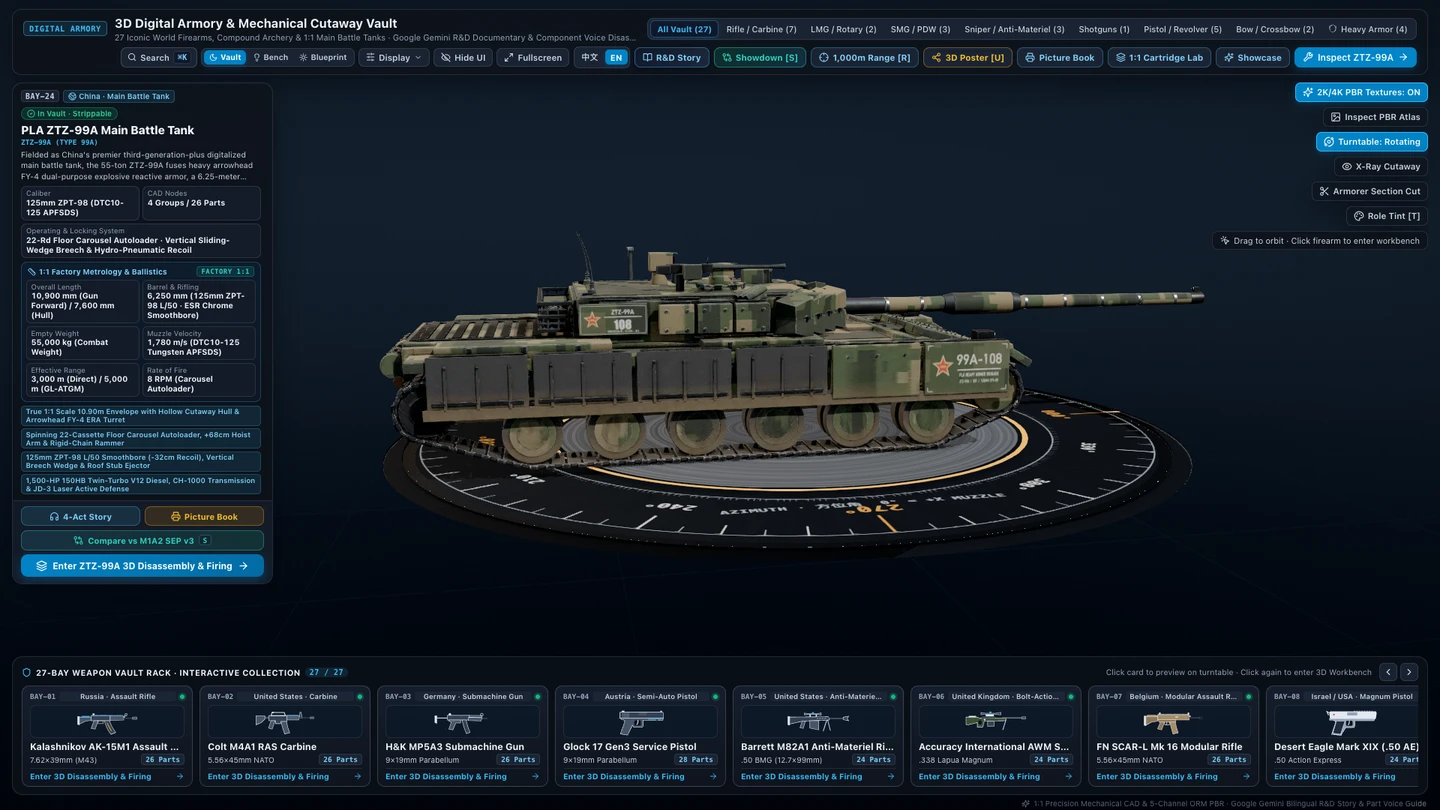 DIGITAL ARMORY
3D Digital Armory & Mechanical Cutaway Vault
27 Iconic World Firearms, Compound Archery & 1:1 Main Battle Tanks · Google Gemini R&D Documentary & Component Voice Disas...
All Vault (27)
Rifle / Carbine (7)
LMG / Rotary (2)
SMG / PDW (3)
Sniper / Anti-Materiel (3)
Shotguns (1)
Pistol / Revolver (5)
Bow / Crossbow (2)
Heavy Armor (4)
Search ⌘K
Vault
Bench
Blueprint
Display
Hide UI
Fullscreen
中文
EN
R&D Story
Showdown [S]
1,000m Range [R]
3D Poster [U]
Picture Book
1:1 Cartridge Lab
Showcase
Inspect ZTZ-99A →
BAY-24
China · Main Battle Tank
In Vault · Strippable
PLA ZTZ-99A Main Battle Tank
ZTZ-99A (TYPE 99A)
Fielded as China's premier third-generation-plus digitalized
main battle tank, the 55-ton ZTZ-99A fuses heavy arrowhead
FY-4 dual-purpose explosive reactive armor, a 6.25-meter...
Caliber
125mm ZPT-98 (DTC10-
125 APFSDS)
CAD Nodes
4 Groups / 26 Parts
Operating & Locking System
22-Rd Floor Carousel Autoloader · Vertical Sliding-
Wedge Breech & Hydro-Pneumatic Recoil
1:1 Factory Metrology & Ballistics
FACTORY 1:1
Overall Length
10,900 mm (Gun
Forward) / 7,600 mm
(Hull)
Barrel & Rifling
6,250 mm (125mm ZPT-
98 L/50 · ESR Chrome
Smoothbore)
Empty Weight
55,000 kg (Combat
Weight)
Muzzle Velocity
1,780 m/s (DTC10-125
Tungsten APFSDS)
Effective Range
3,000 m (Direct) / 5,000
m (GL-ATGM)
Rate of Fire
8 RPM (Carousel
Autoloader)
True 1:1 Scale 10.90m Envelope with Hollow Cutaway Hull &
Arrowhead FY-4 ERA Turret
Spinning 22-Cassette Floor Carousel Autoloader, +68cm Hoist
Arm & Rigid-Chain Rammer
125mm ZPT-98 L/50 Smoothbore (-32cm Recoil), Vertical
Breech Wedge & Roof Stub Ejector
1,500-HP 150HB Twin-Turbo V12 Diesel, CH-1000 Transmission
& JD-3 Laser Active Defense
4-Act Story
Picture Book
Compare vs M1A2 SEP v3 S
Enter ZTZ-99A 3D Disassembly & Firing →
2K/4K PBR Textures: ON
Inspect PBR Atlas
Turntable: Rotating
X-Ray Cutaway
Armorer Section Cut
Role Tint [T]
Drag to orbit · Click firearm to enter workbench
ZTZ-99A
108
99A-108
210°
240°
270°
300°
AZIMUTH · 方位角 0° = +X MUZZLE
27-BAY WEAPON VAULT RACK · INTERACTIVE COLLECTION 27 / 27
Click card to preview on turntable · Click again to enter 3D Workbench
BAY-01 Russia · Assault Rifle
Kalashnikov AK-15M1 Assault ...
7.62×39mm (M43) 26 Parts
Enter 3D Disassembly & Firing →
BAY-02 United States · Carbine
Colt M4A1 RAS Carbine
5.56×45mm NATO 26 Parts
Enter 3D Disassembly & Firing →
BAY-03 Germany · Submachine Gun
H&K MP5A3 Submachine Gun
9×19mm Parabellum 26 Parts
Enter 3D Disassembly & Firing →
BAY-04 Austria · Semi-Auto Pistol
Glock 17 Gen3 Service Pistol
9×19mm Parabellum 28 Parts
Enter 3D Disassembly & Firing →
BAY-05 United States · Anti-Materie...
Barrett M82A1 Anti-Materiel Ri...
.50 BMG (12.7×99mm) 24 Parts
Enter 3D Disassembly & Firing →
BAY-06 United Kingdom · Bolt-Actio...
Accuracy International AWM S...
.338 Lapua Magnum 24 Parts
Enter 3D Disassembly & Firing →
BAY-07 Belgium · Modular Assault R...
FN SCAR-L Mk 16 Modular Rifle
5.56×45mm NATO 26 Parts
Enter 3D Disassembly & Firing →
BAY-08 Israel / USA · Magnum Pistol
Desert Eagle Mark XIX (.50 AE)
.50 Action Express 24 Part
Enter 3D Disassembly & Firing
1:1 Precision Mechanical CAD & 5-Channel ORM PBR · Google Gemini Bilingual R&D Story & Part Voice Guide